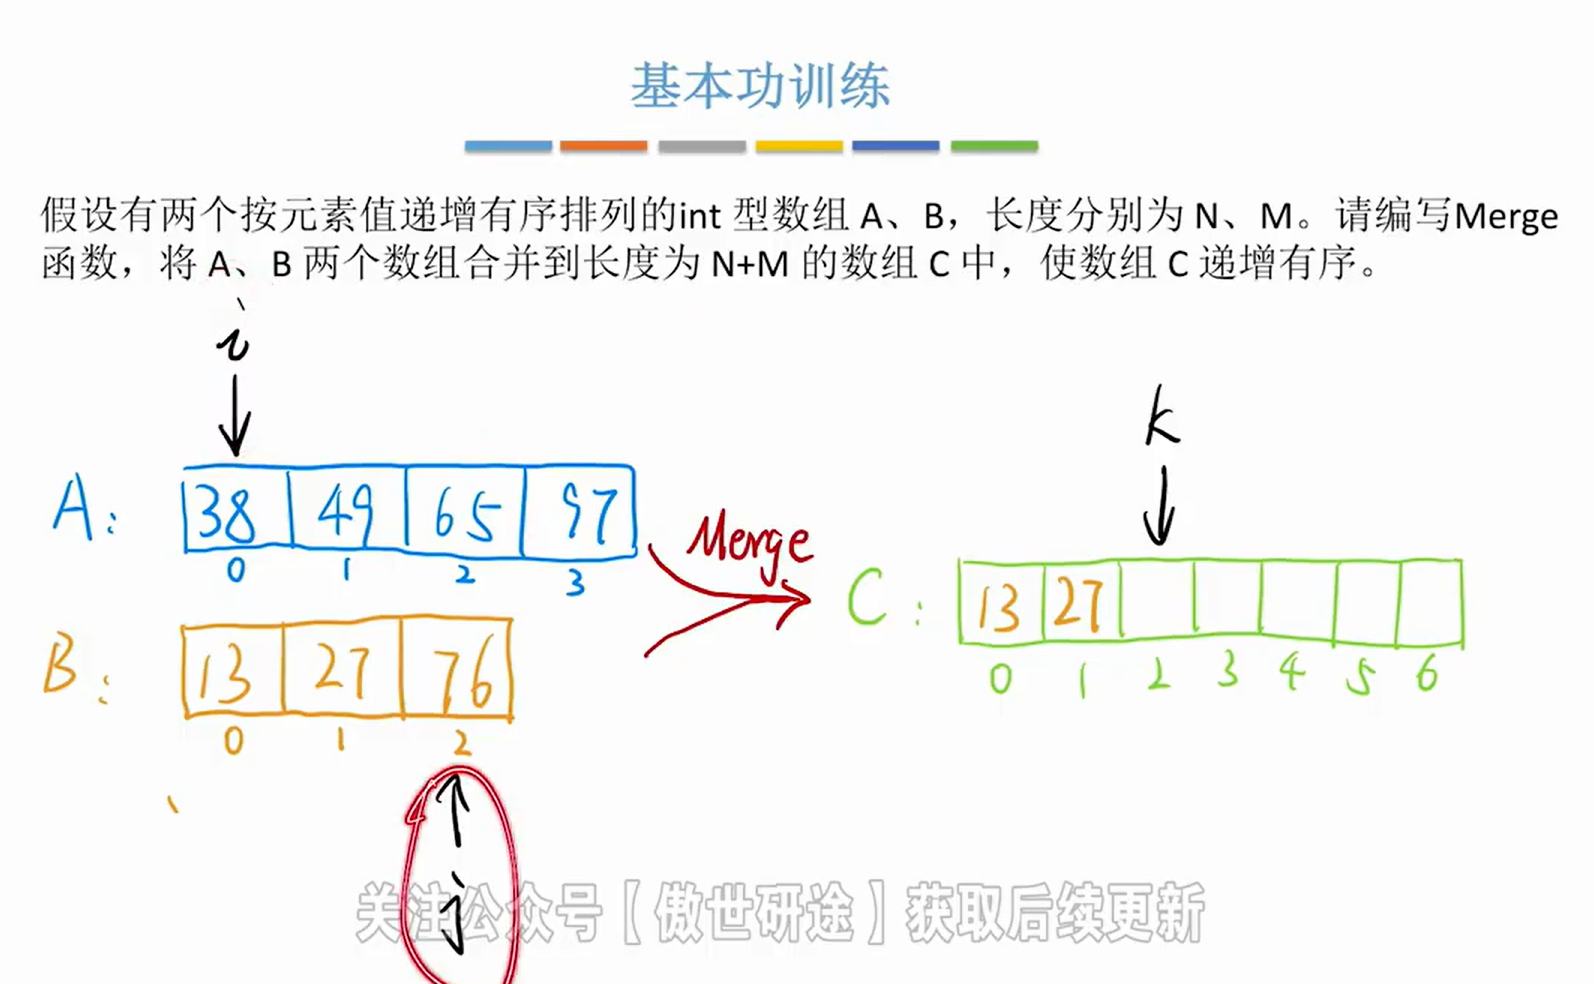 基本功训练
假设有两个按元素值递增有序排列的int 型数组 A、B，长度分别为 N、M。请编写Merge
函数，将 A、B 两个数组合并到长度为 N+M 的数组 C 中，使数组 C 递增有序。
i
k
A: 38 49 65 97
0 1 2 3
Merge
C: 13 27
0 1 2 3 4 5 6
B: 13 27 76
0 1 2
j
关注公众号【傲世研途】获取后续更新